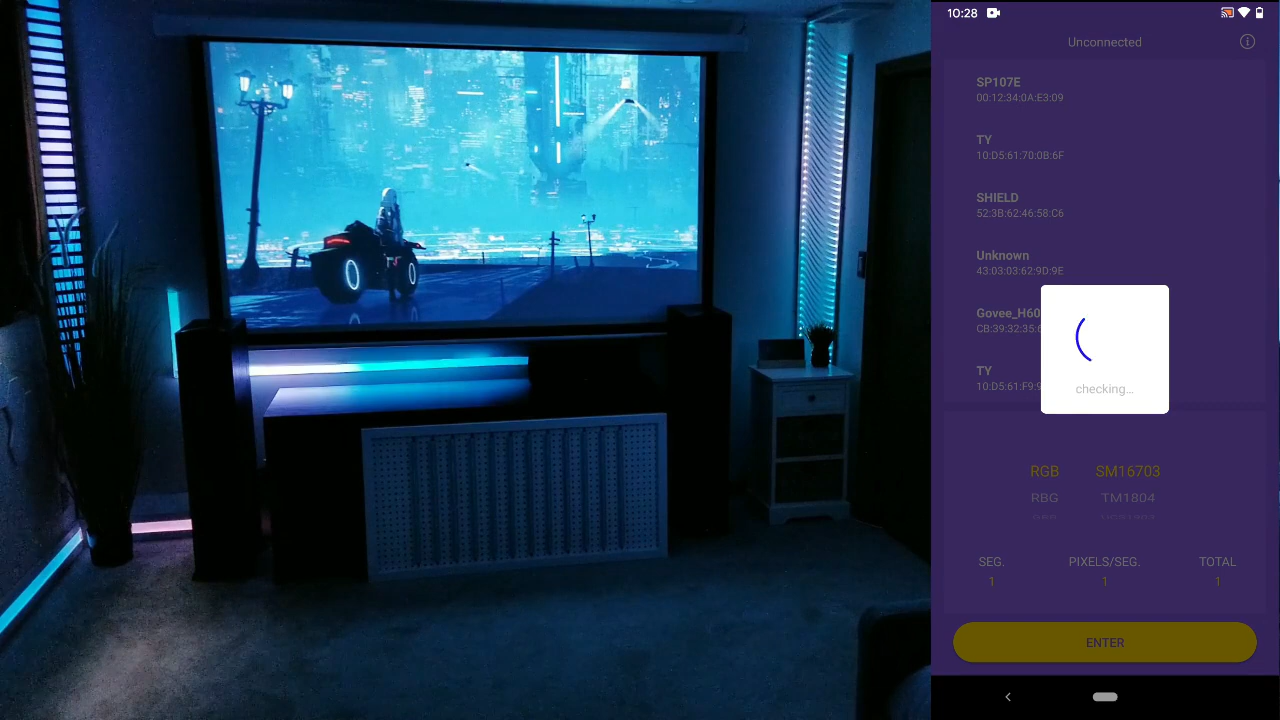 10:28
Unconnected
SP107E
00:12:34:0A:E3:09
TY
10:D5:61:70:0B:6F
SHIELD
52:3B:62:46:58:C6
Unknown
43:03:03:62:9D:9E
Govee_H60
CB:39:32:35:
TY
10:D5:61:F9:
checking...
RGB SM16703
RBG TM1804
SEG. PIXELS/SEG. TOTAL
1 1 1
ENTER